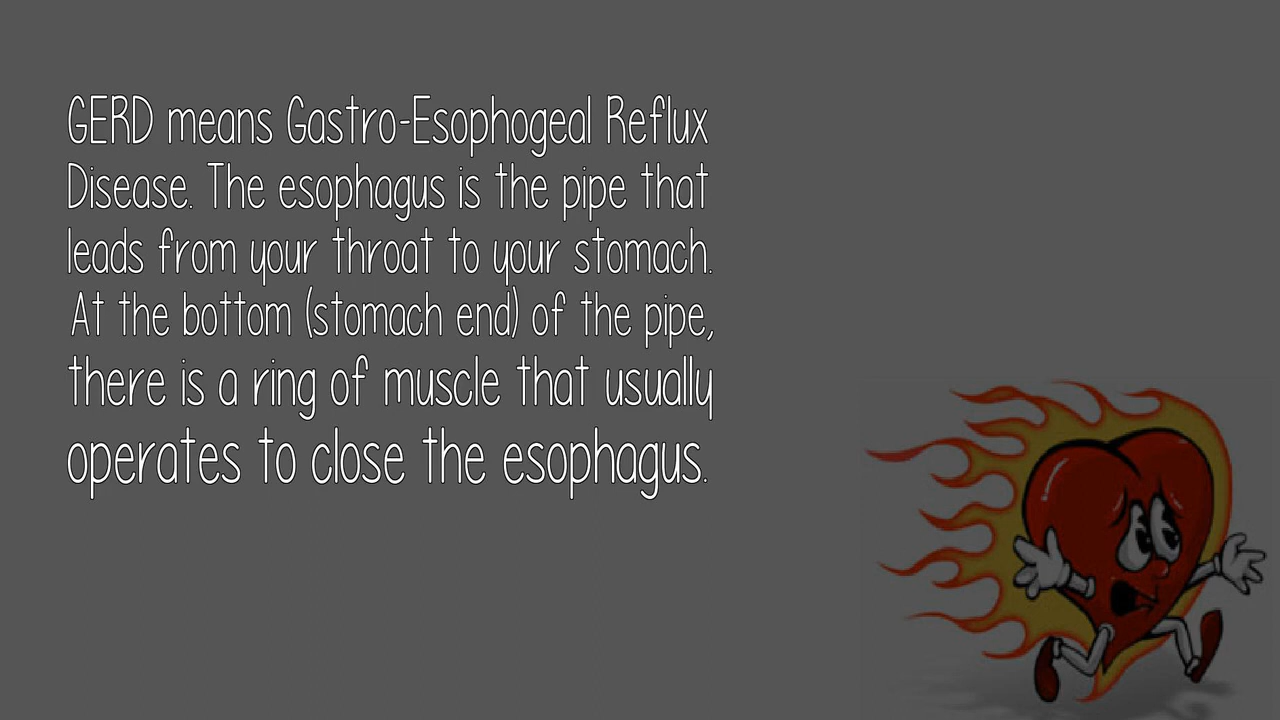 GERD means Gastro-Esophogeal Reflux
Disease. The esophagus is the pipe that
leads from your throat to your stomach.
At the bottom (stomach end) of the pipe,
there is a ring of muscle that usually
operates to close the esophagus.